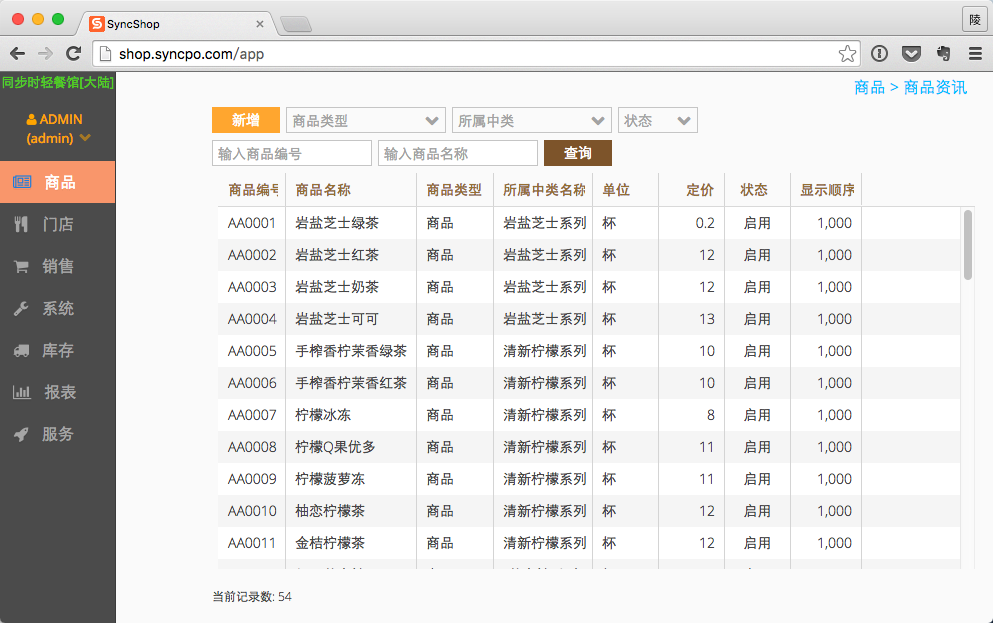 SyncShop
陵
shop.syncpo.com/app
同步时轻餐馆[大陆]
ADMIN
(admin)
商品
门店
销售
系统
库存
报表
服务
商品 > 商品资讯
新增 商品类型 所属中类 状态
输入商品编号 输入商品名称 查询
商品编号 商品名称 商品类型 所属中类名称 单位 定价 状态 显示顺序
AA0001 岩盐芝士绿茶 商品 岩盐芝士系列 杯 0.2 启用 1,000
AA0002 岩盐芝士红茶 商品 岩盐芝士系列 杯 12 启用 1,000
AA0003 岩盐芝士奶茶 商品 岩盐芝士系列 杯 12 启用 1,000
AA0004 岩盐芝士可可 商品 岩盐芝士系列 杯 13 启用 1,000
AA0005 手榨香柠茉香绿茶 商品 清新柠檬系列 杯 10 启用 1,000
AA0006 手榨香柠茉香红茶 商品 清新柠檬系列 杯 10 启用 1,000
AA0007 柠檬冰冻 商品 清新柠檬系列 杯 8 启用 1,000
AA0008 柠檬Q果优多 商品 清新柠檬系列 杯 11 启用 1,000
AA0009 柠檬菠萝冻 商品 清新柠檬系列 杯 11 启用 1,000
AA0010 柚恋柠檬茶 商品 清新柠檬系列 杯 12 启用 1,000
AA0011 金桔柠檬茶 商品 清新柠檬系列 杯 12 启用 1,000
当前记录数: 54